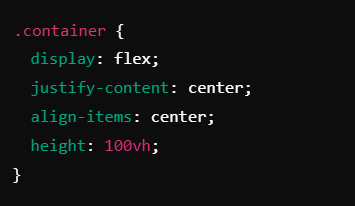 .container {
  display: flex;
  justify-content: center;
  align-items: center;
  height: 100vh;
}